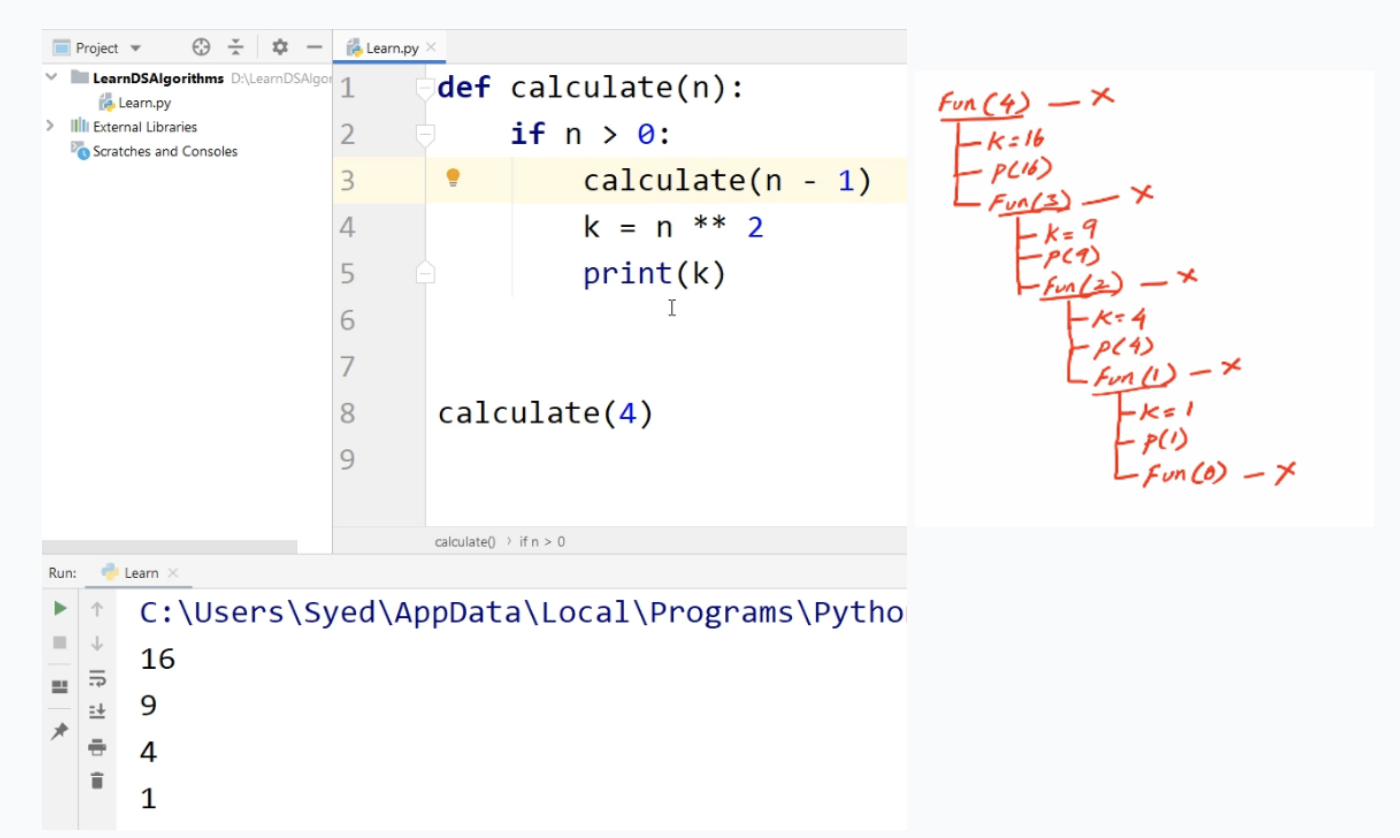 Project
Learn.py
LearnDSAlgorithms D:\LearnDSAlgor
Learn.py
External Libraries
Scratches and Consoles
1 def calculate(n):
2 if n > 0:
3 calculate(n - 1)
4 k = n ** 2
5 print(k)
6
7
8 calculate(4)
9
calculate() › if n > 0
Fun(4) — x
K=16
P(16)
Fun(3) — x
K=9
P(9)
Fun(2) — x
K=4
P(4)
Fun(1) — x
K=1
P(1)
Fun(0) — x
Run: Learn
C:\Users\Syed\AppData\Local\Programs\Pytho
16
9
4
1